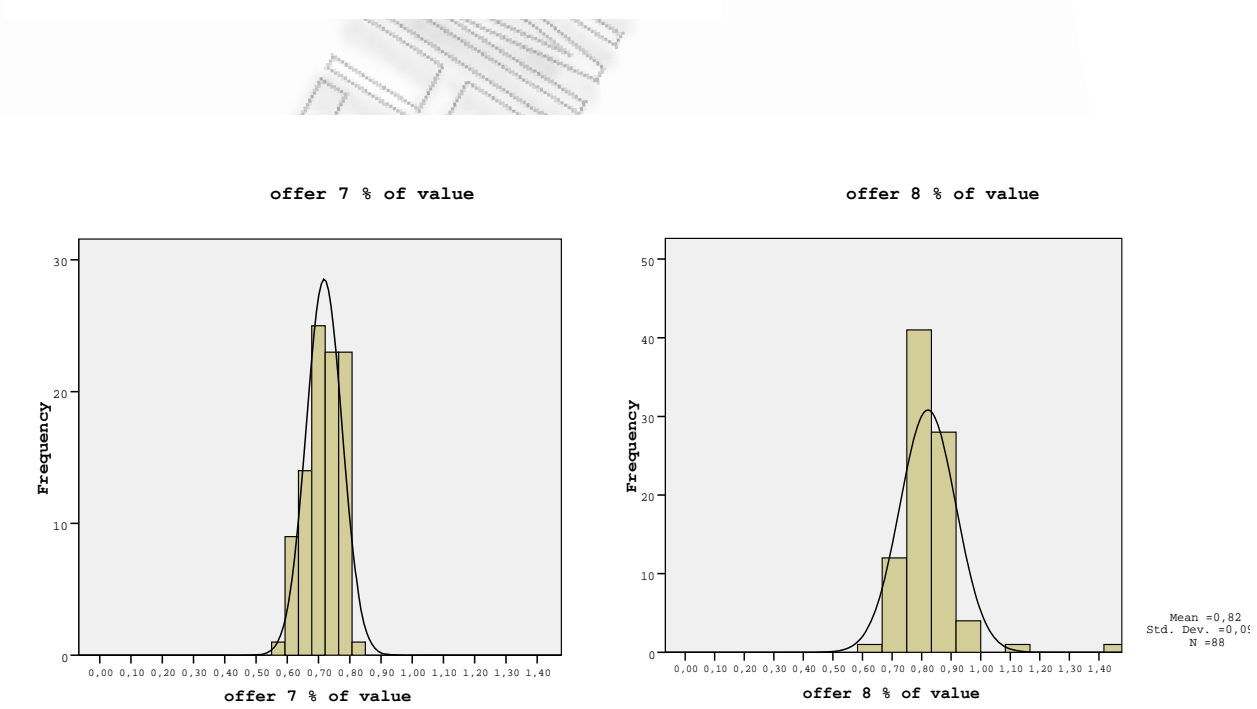 offer 7 % of value
30
20
10
0
Frequency
0,00 0,10 0,20 0,30 0,40 0,50 0,60 0,70 0,80 0,90 1,00 1,10 1,20 1,30 1,40
offer 7 % of value
offer 8 % of value
50
40
30
20
10
0
Frequency
0,00 0,10 0,20 0,30 0,40 0,50 0,60 0,70 0,80 0,90 1,00 1,10 1,20 1,30 1,40
offer 8 % of value
Mean =0,82
Std. Dev. =0,09
N =88